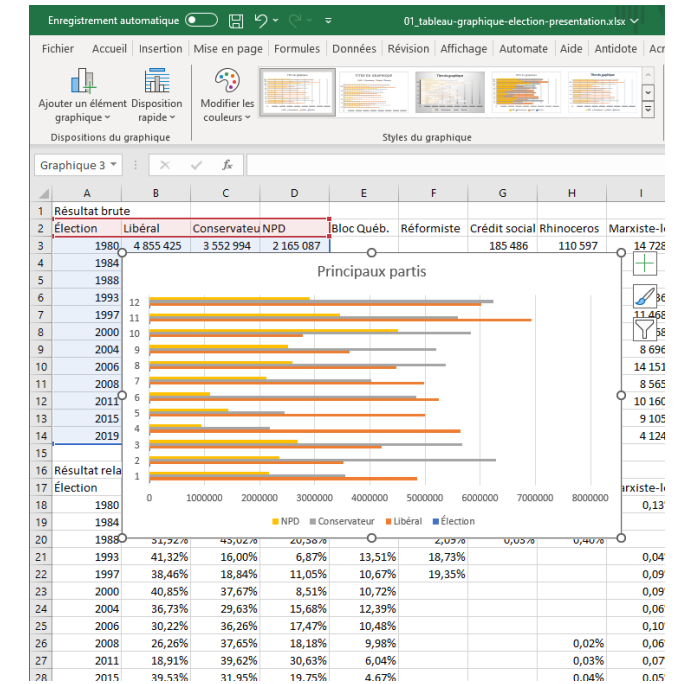 Enregistrement automatique 01_tableau-graphique-election-presentation.xlsx
Fichier Accueil Insertion Mise en page Formules Données Révision Affichage Automate Aide Antidote Acr
Ajouter un élément graphique Disposition rapide Modifier les couleurs
Dispositions du graphique Styles du graphique
Graphique 3 fx
A B C D E F G H I
1 Résultat brute
2 Élection Libéral Conservateu NPD Bloc Québ. Réformiste Crédit social Rhinoceros Marxiste-l
3 1980 4 855 425 3 552 994 2 165 087 185 486 110 597 14 728
4 1984
5 1988
6 1993
7 1997 11 468
8 2000
9 2004 8 696
10 2006 14 151
11 2008 8 565
12 2011 10 160
13 2015 9 105
14 2019 4 124
15
Principaux partis
12
11
10
9
8
7
6
5
4
3
2
1
0 1000000 2000000 3000000 4000000 5000000 6000000 7000000 8000000
NPD Conservateur Libéral Élection
16 Résultat rela
17 Élection arxiste-l
18 1980 0,13
19 1984
20 1988 31,92% 43,02% 20,38% 2,09% 0,03% 0,40%
21 1993 41,32% 16,00% 6,87% 13,51% 18,73% 0,04
22 1997 38,46% 18,84% 11,05% 10,67% 19,35% 0,09
23 2000 40,85% 37,67% 8,51% 10,72% 0,09
24 2004 36,73% 29,63% 15,68% 12,39% 0,06
25 2006 30,22% 36,26% 17,47% 10,48% 0,10
26 2008 26,26% 37,65% 18,18% 9,98% 0,02% 0,06
27 2011 18,91% 39,62% 30,63% 6,04% 0,03% 0,07
28 2015 39,53% 31,95% 19,75% 4,67% 0,04% 0,05